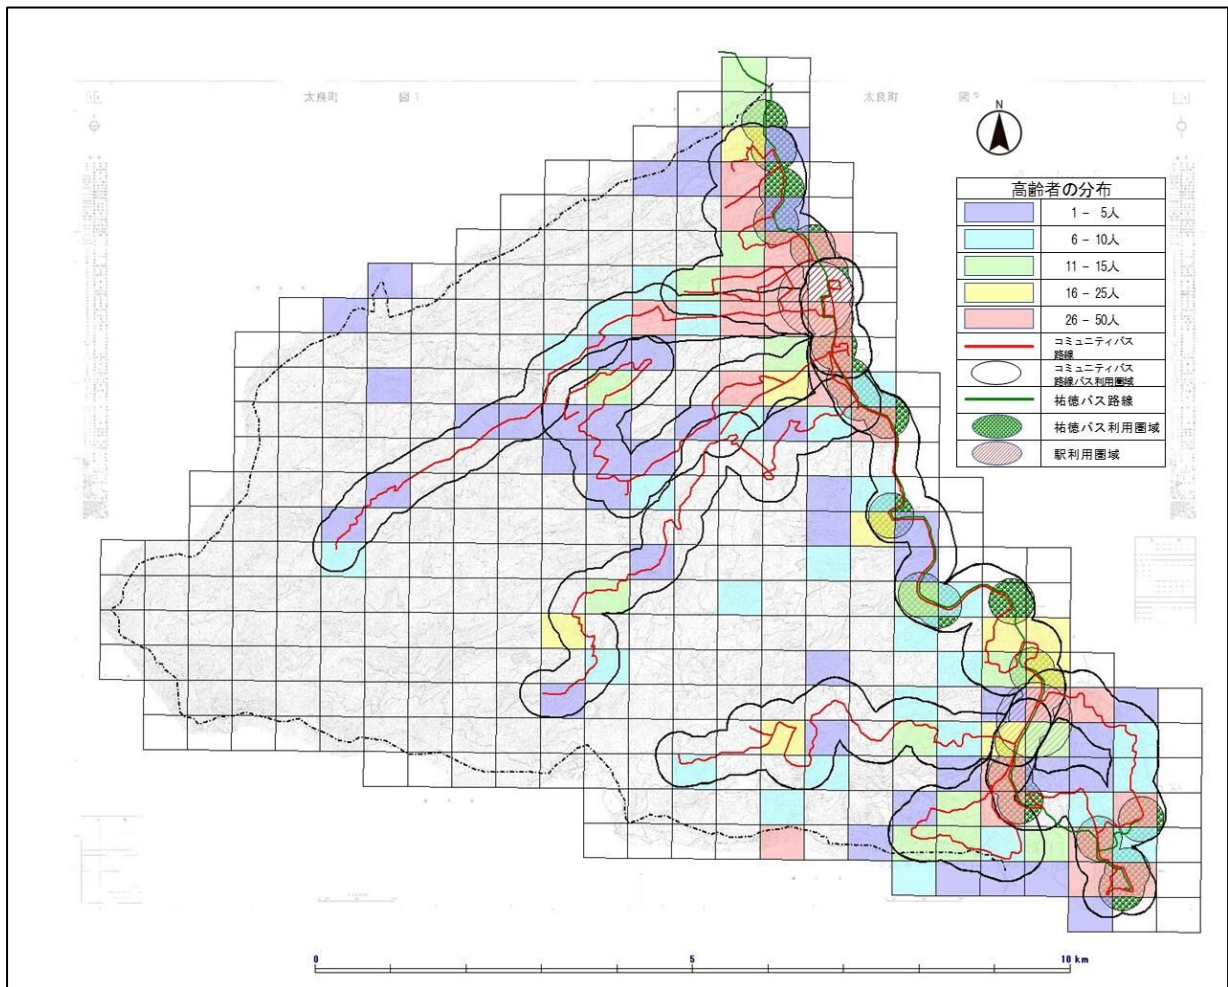 太良町 図1
太良町 図2
N
高齢者の分布
1 - 5人
6 - 10人
11 - 15人
16 - 25人
26 - 50人
コミュニティバス
路線
コミュニティバス
路線バス利用圏域
祐徳バス路線
祐徳バス利用圏域
駅利用圏域
0 5 10 km